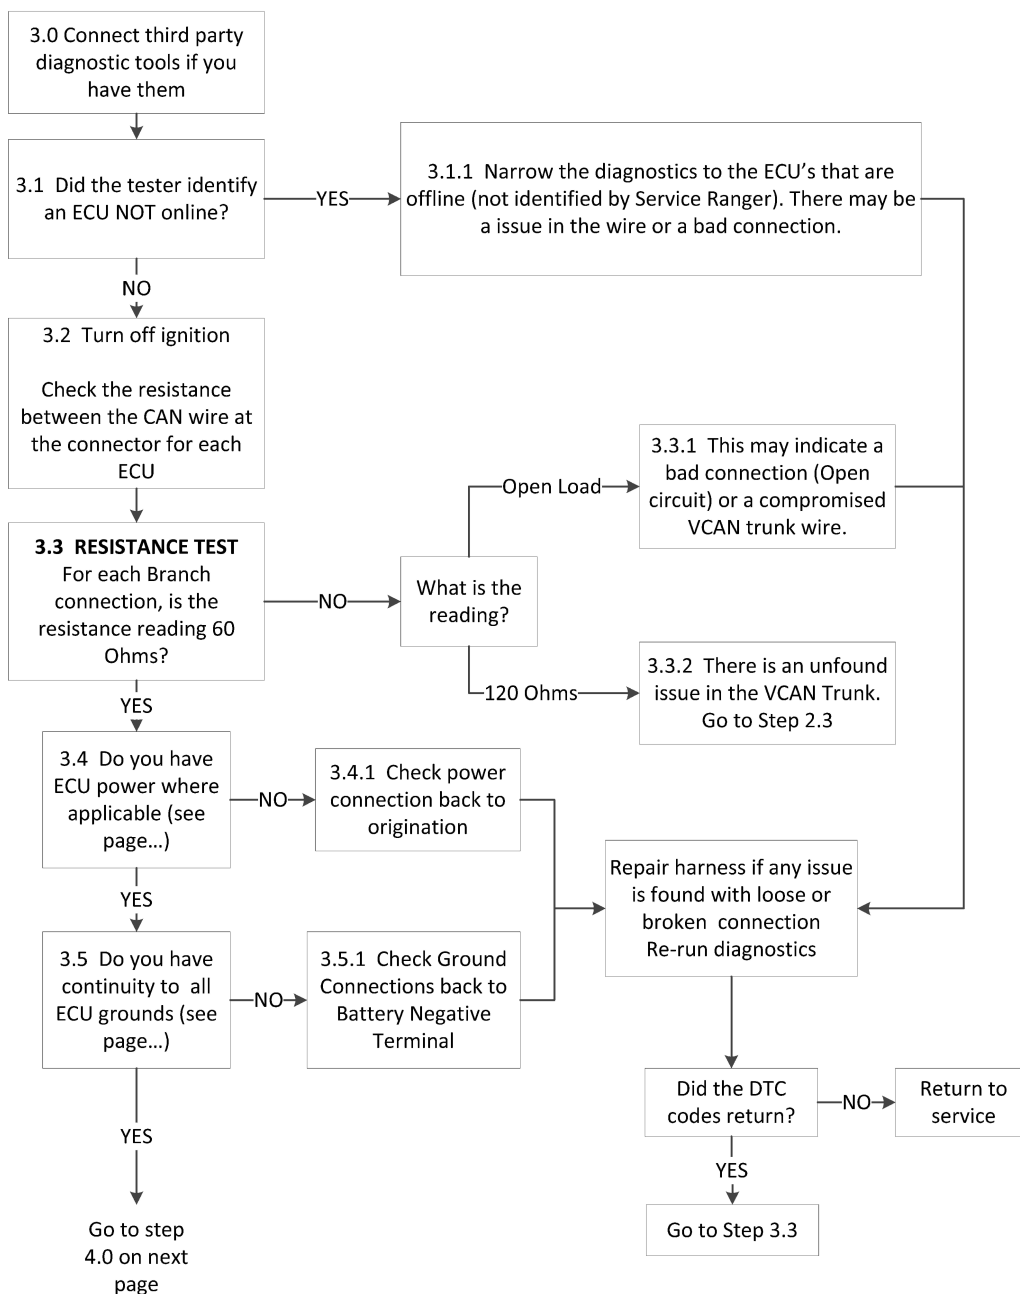 3.0 Connect third party
diagnostic tools if you
have them
3.1  Did the tester identify
an ECU NOT online?
YES
3.1.1  Narrow the diagnostics to the ECU's that are
offline (not identified by Service Ranger). There may be
a issue in the wire or a bad connection.
NO
3.2  Turn off ignition
Check the resistance
between the CAN wire at
the connector for each
ECU
3.3  RESISTANCE TEST
For each Branch
connection, is the
resistance reading 60
Ohms?
NO
What is the
reading?
Open Load
3.3.1  This may indicate a
bad connection (Open
circuit) or a compromised
VCAN trunk wire.
120 Ohms
3.3.2  There is an unfound
issue in the VCAN Trunk.
Go to Step 2.3
YES
3.4  Do you have
ECU power where
applicable (see
page…)
NO
3.4.1  Check power
connection back to
origination
YES
3.5  Do you have
continuity to  all
ECU grounds (see
page…)
NO
3.5.1  Check Ground
Connections back to
Battery Negative
Terminal
Repair harness if any issue
is found with loose or
broken  connection
Re-run diagnostics
Did the DTC
codes return?
NO
Return to
service
YES
Go to Step 3.3
YES
Go to step
4.0 on next
page